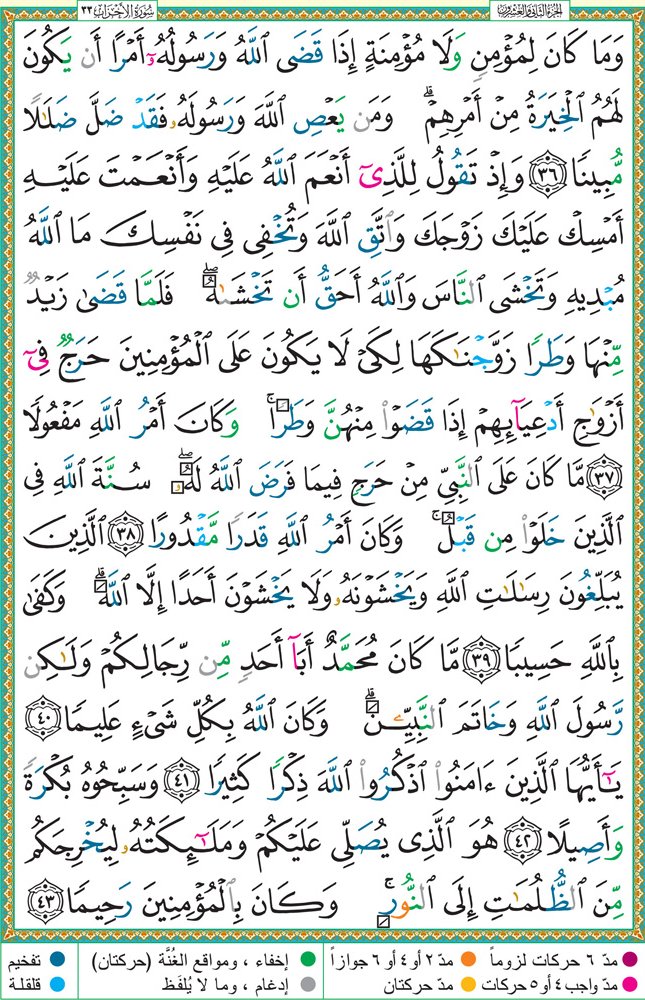 الجزء الثاني والعشرون سورة الأحزاب ٣٣
وَمَا كَانَ لِمُؤْمِنٍ وَلَا مُؤْمِنَةٍ إِذَا قَضَى ٱللَّهُ وَرَسُولُهُۥٓ أَمْرًا أَن يَكُونَ
لَهُمُ ٱلْخِيَرَةُ مِنْ أَمْرِهِمْ ۗ وَمَن يَعْصِ ٱللَّهَ وَرَسُولَهُۥ فَقَدْ ضَلَّ ضَلَـٰلًا
مُّبِينًا ﴿٣٦﴾ وَإِذْ تَقُولُ لِلَّذِىٓ أَنْعَمَ ٱللَّهُ عَلَيْهِ وَأَنْعَمْتَ عَلَيْهِ
أَمْسِكْ عَلَيْكَ زَوْجَكَ وَٱتَّقِ ٱللَّهَ وَتُخْفِى فِى نَفْسِكَ مَا ٱللَّهُ
مُبْدِيهِ وَتَخْشَى ٱلنَّاسَ وَٱللَّهُ أَحَقُّ أَن تَخْشَىٰهُ ۖ فَلَمَّا قَضَىٰ زَيْدٌ
مِّنْهَا وَطَرًا زَوَّجْنَـٰكَهَا لِكَىْ لَا يَكُونَ عَلَى ٱلْمُؤْمِنِينَ حَرَجٌ فِىٓ
أَزْوَٰجِ أَدْعِيَآئِهِمْ إِذَا قَضَوْا۟ مِنْهُنَّ وَطَرًا ۚ وَكَانَ أَمْرُ ٱللَّهِ مَفْعُولًا
﴿٣٧﴾ مَّا كَانَ عَلَى ٱلنَّبِىِّ مِنْ حَرَجٍ فِيمَا فَرَضَ ٱللَّهُ لَهُۥ ۖ سُنَّةَ ٱللَّهِ فِى
ٱلَّذِينَ خَلَوْا۟ مِن قَبْلُ ۚ وَكَانَ أَمْرُ ٱللَّهِ قَدَرًا مَّقْدُورًا ﴿٣٨﴾ ٱلَّذِينَ
يُبَلِّغُونَ رِسَـٰلَـٰتِ ٱللَّهِ وَيَخْشَوْنَهُۥ وَلَا يَخْشَوْنَ أَحَدًا إِلَّا ٱللَّهَ ۗ وَكَفَىٰ
بِٱللَّهِ حَسِيبًا ﴿٣٩﴾ مَّا كَانَ مُحَمَّدٌ أَبَآ أَحَدٍ مِّن رِّجَالِكُمْ وَلَـٰكِن
رَّسُولَ ٱللَّهِ وَخَاتَمَ ٱلنَّبِيِّـۧنَ ۗ وَكَانَ ٱللَّهُ بِكُلِّ شَىْءٍ عَلِيمًا ﴿٤٠﴾
يَـٰٓأَيُّهَا ٱلَّذِينَ ءَامَنُوا۟ ٱذْكُرُوا۟ ٱللَّهَ ذِكْرًا كَثِيرًا ﴿٤١﴾ وَسَبِّحُوهُ بُكْرَةً
وَأَصِيلًا ﴿٤٢﴾ هُوَ ٱلَّذِى يُصَلِّى عَلَيْكُمْ وَمَلَـٰٓئِكَتُهُۥ لِيُخْرِجَكُم
مِّنَ ٱلظُّلُمَـٰتِ إِلَى ٱلنُّورِ ۚ وَكَانَ بِٱلْمُؤْمِنِينَ رَحِيمًا ﴿٤٣﴾
مدّ ٦ حركات لزوماً مدّ ٢ أو ٤ أو ٦ جوازاً إخفاء ، ومواقع الغُنَّة (حركتان) تفخيم
مدّ واجب ٤ أو ٥ حركات مدّ حركتان إدغام ، وما لا يُلفَظ قلقلة